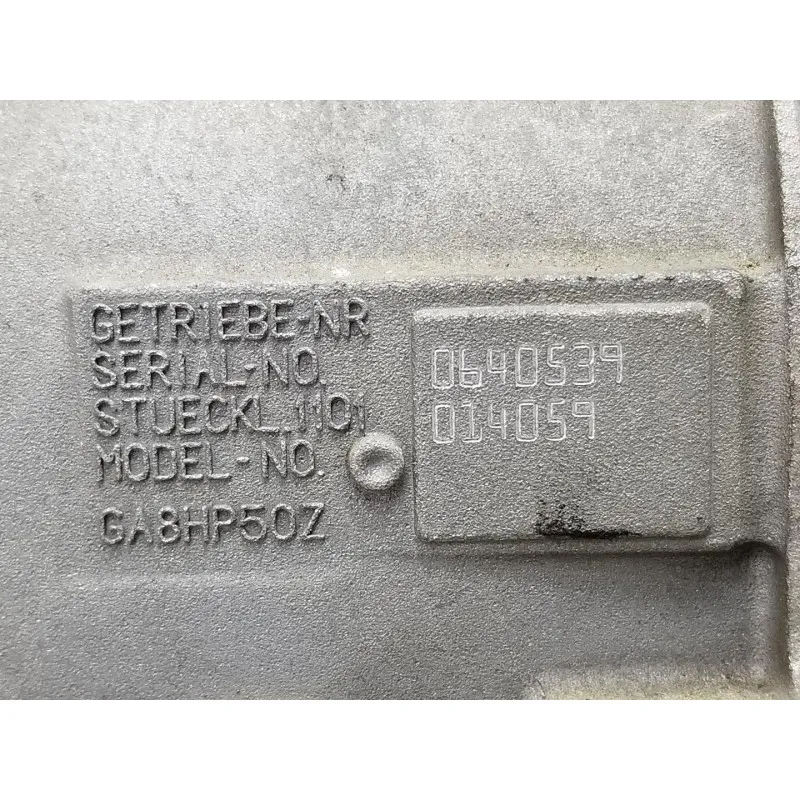 GETRIEBE-NR
SERIAL-NO.
STUECKL.1101
MODEL-NO.
GA8HP50Z
0640539
014059